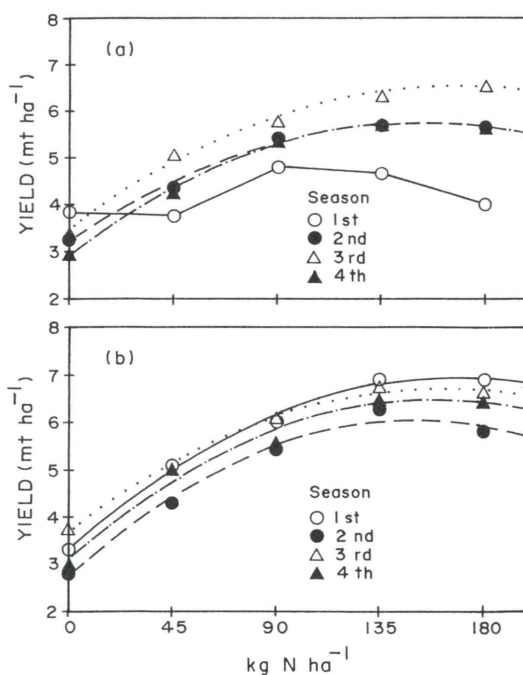 8
(a)
7
6
5
4
3
2
YIELD (mt ha⁻¹)
Season
1st
2nd
3rd
4th
8
(b)
7
6
5
4
3
2
YIELD (mt ha⁻¹)
Season
1st
2nd
3rd
4th
0 45 90 135 180
kg N ha⁻¹